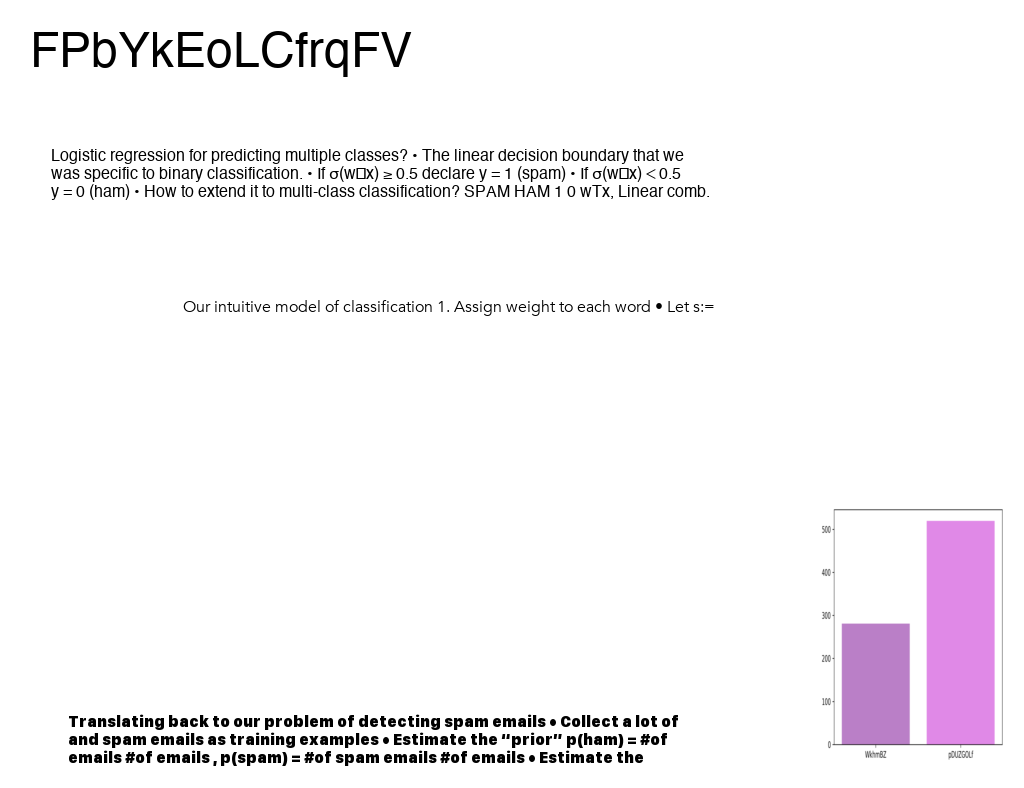 FPbYkEoLCfrqFV
Logistic regression for predicting multiple classes? • The linear decision boundary that we
was specific to binary classification. • If σ(w□x) ≥ 0.5 declare y = 1 (spam) • If σ(w□x) < 0.5
y = 0 (ham) • How to extend it to multi-class classification? SPAM HAM 1 0 wTx, Linear comb.
Our intuitive model of classification 1. Assign weight to each word • Let s:=
500
400
300
200
100
0
WkhmBZ pDUZGOLf
Translating back to our problem of detecting spam emails • Collect a lot of
and spam emails as training examples • Estimate the “prior” p(ham) = #of
emails #of emails , p(spam) = #of spam emails #of emails • Estimate the